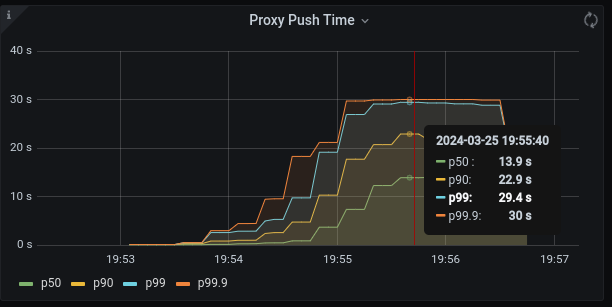 i
Proxy Push Time
40 s
30 s
20 s
10 s
0 s
2024-03-25 19:55:40
p50 : 13.9 s
p90: 22.9 s
p99: 29.4 s
p99.9: 30 s
19:53 19:54 19:55 19:56 19:57
p50 p90 p99 p99.9